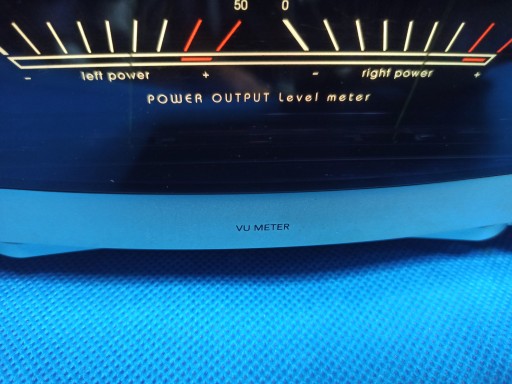 50 0
- left power + - right power +
POWER OUTPUT Level meter
VU METER